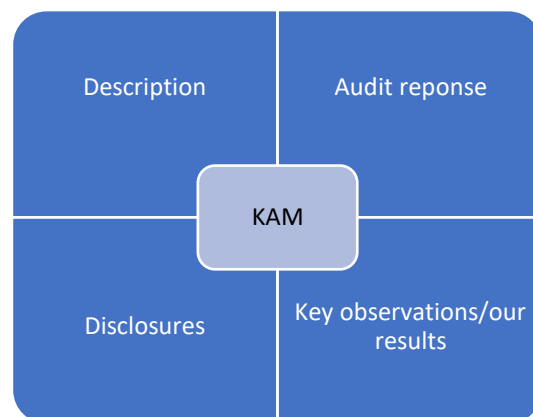 Description
Audit reponse
KAM
Disclosures
Key observations/our
results